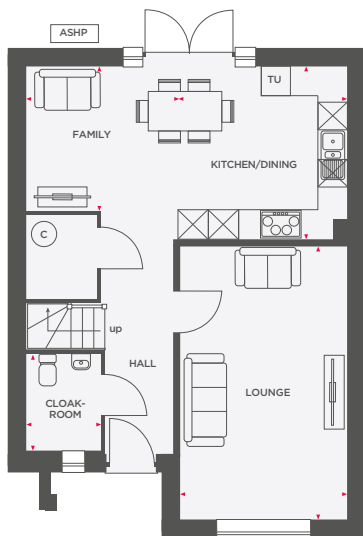 ASHP
TU
FAMILY
KITCHEN/DINING
C
up
HALL
LOUNGE
CLOAK-
ROOM